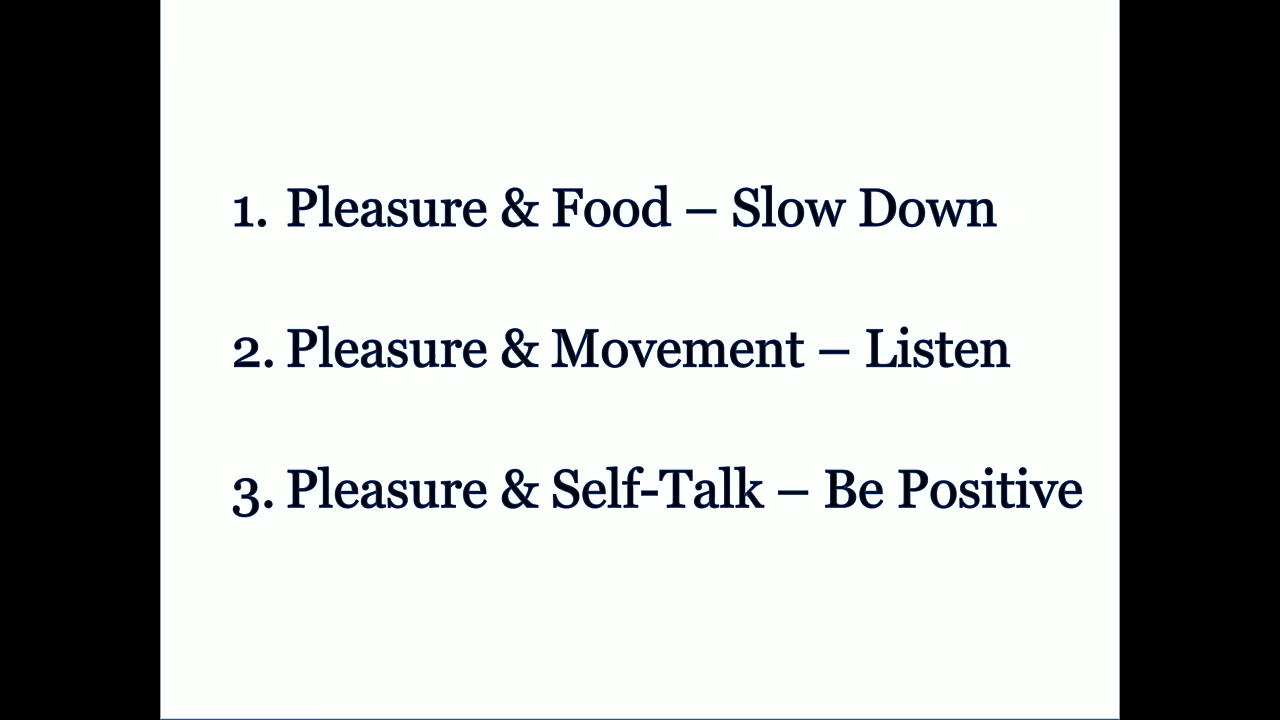 1. Pleasure & Food – Slow Down
2. Pleasure & Movement – Listen
3. Pleasure & Self-Talk – Be Positive